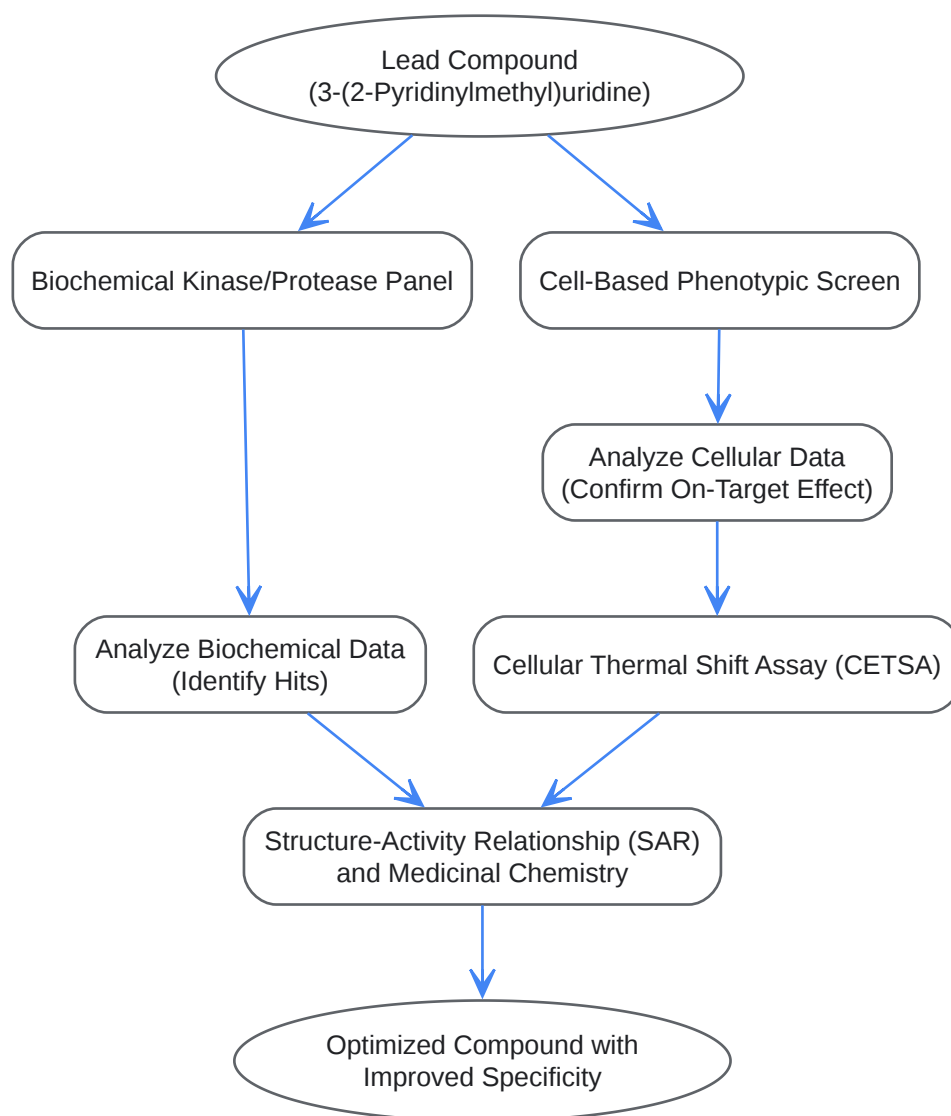 Lead Compound
(3-(2-Pyridinylmethyl)uridine)
Biochemical Kinase/Protease Panel
Cell-Based Phenotypic Screen
Analyze Cellular Data
(Confirm On-Target Effect)
Analyze Biochemical Data
(Identify Hits)
Cellular Thermal Shift Assay (CETSA)
Structure-Activity Relationship (SAR)
and Medicinal Chemistry
Optimized Compound with
Improved Specificity